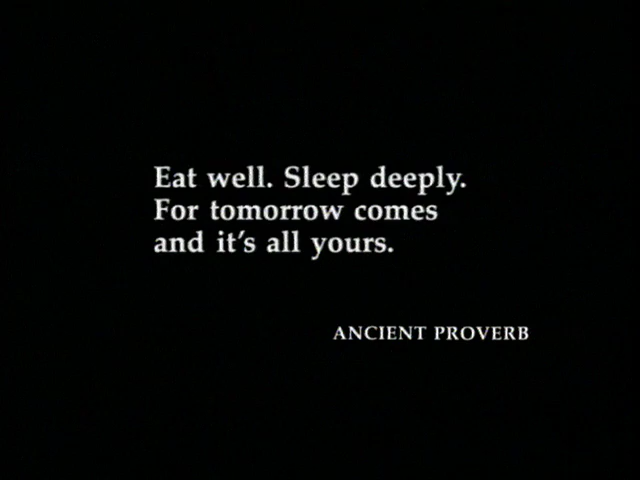 Eat well. Sleep deeply.
For tomorrow comes
and it's all yours.
ANCIENT PROVERB